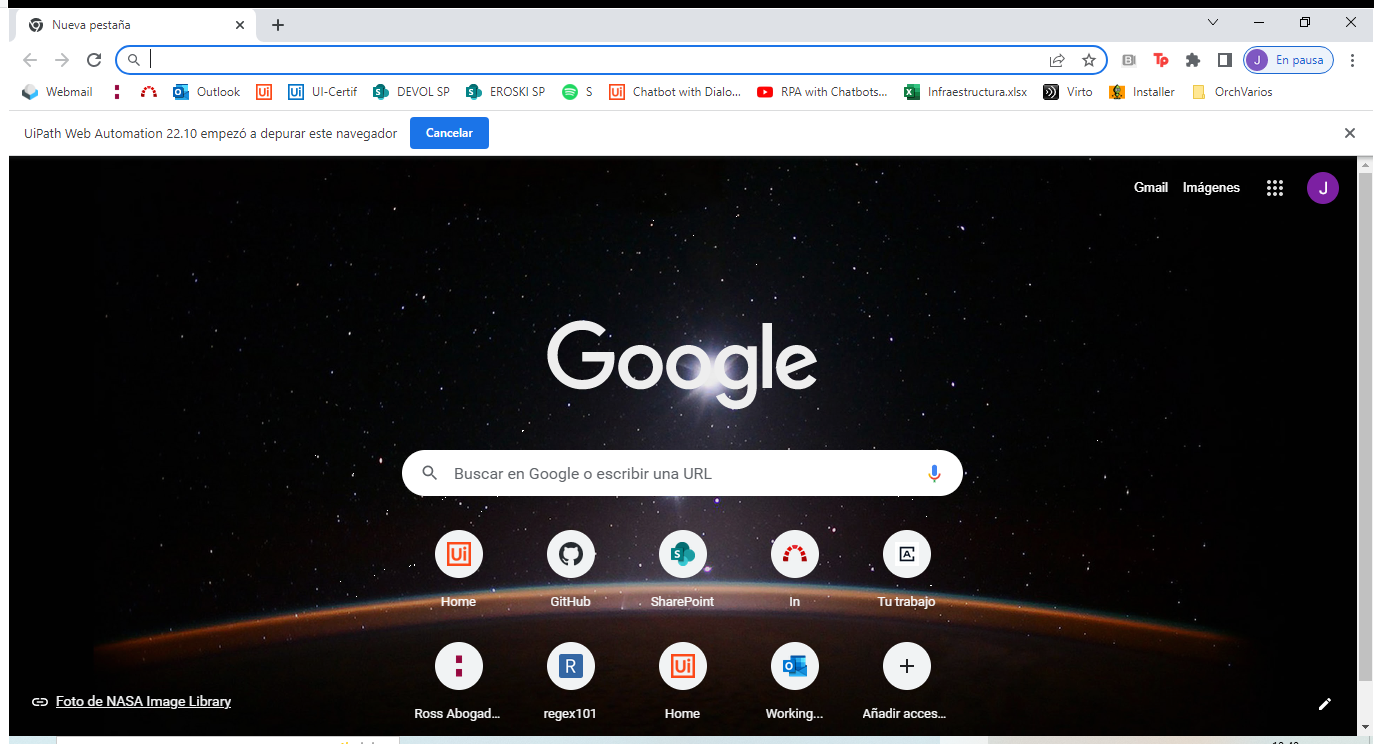 Nueva pestaña
J En pausa
Webmail Outlook UI-Certif DEVOL SP EROSKI SP S Chatbot with Dialo... RPA with Chatbots... Infraestructura.xlsx Virto Installer OrchVarios
UiPath Web Automation 22.10 empezó a depurar este navegador Cancelar
Gmail Imágenes J
Google
Buscar en Google o escribir una URL
Home GitHub SharePoint In Tu trabajo
Ross Abogad... regex101 Home Working... Añadir acces...
Foto de NASA Image Library